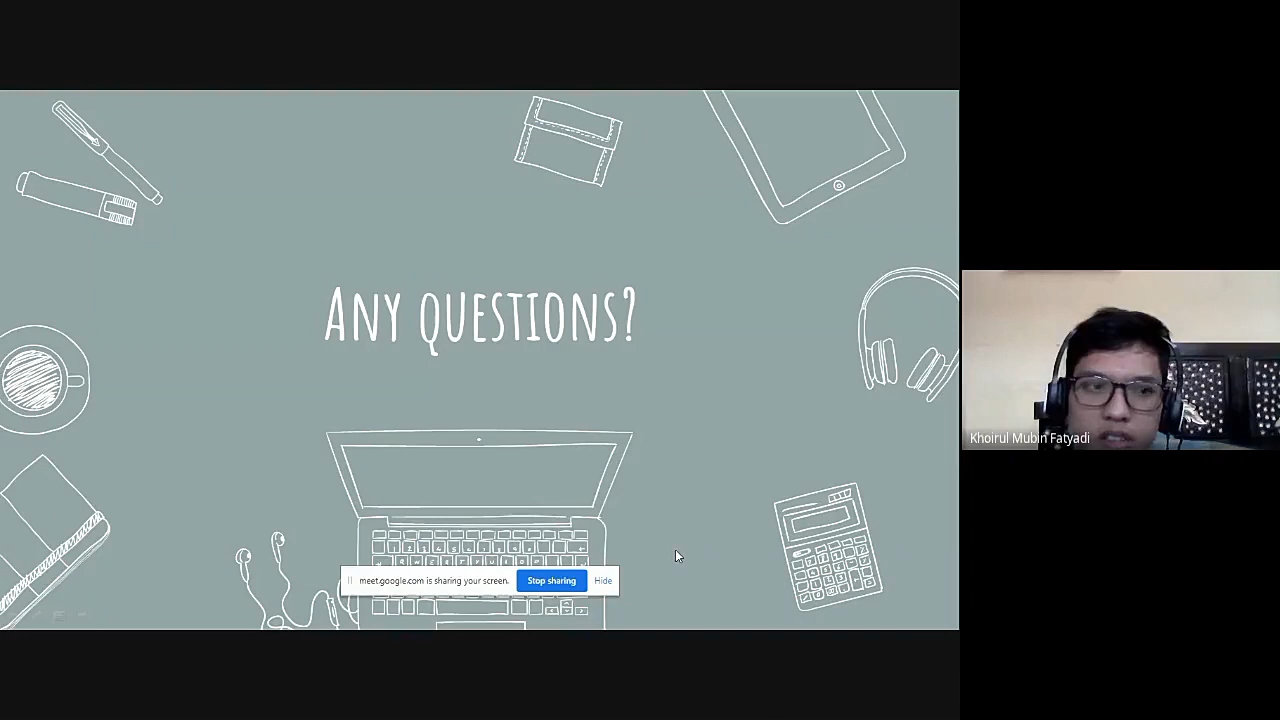 Any questions?
meet.google.com is sharing your screen. Stop sharing Hide
Khoirul Mubin Fatyadi